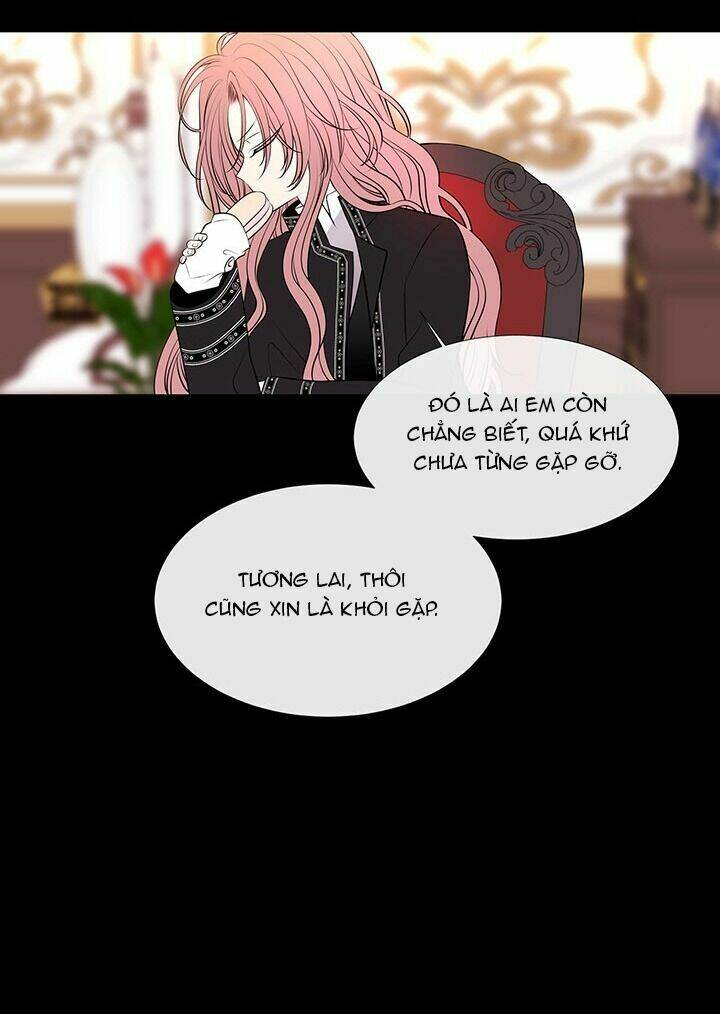 ĐÓ LÀ AI EM CÒN
CHẲNG BIẾT, QUÁ KHỨ
CHƯA TỪNG GẶP GỠ.
TƯƠNG LAI, THÔI
CŨNG XIN LÀ KHỎI GẶP.